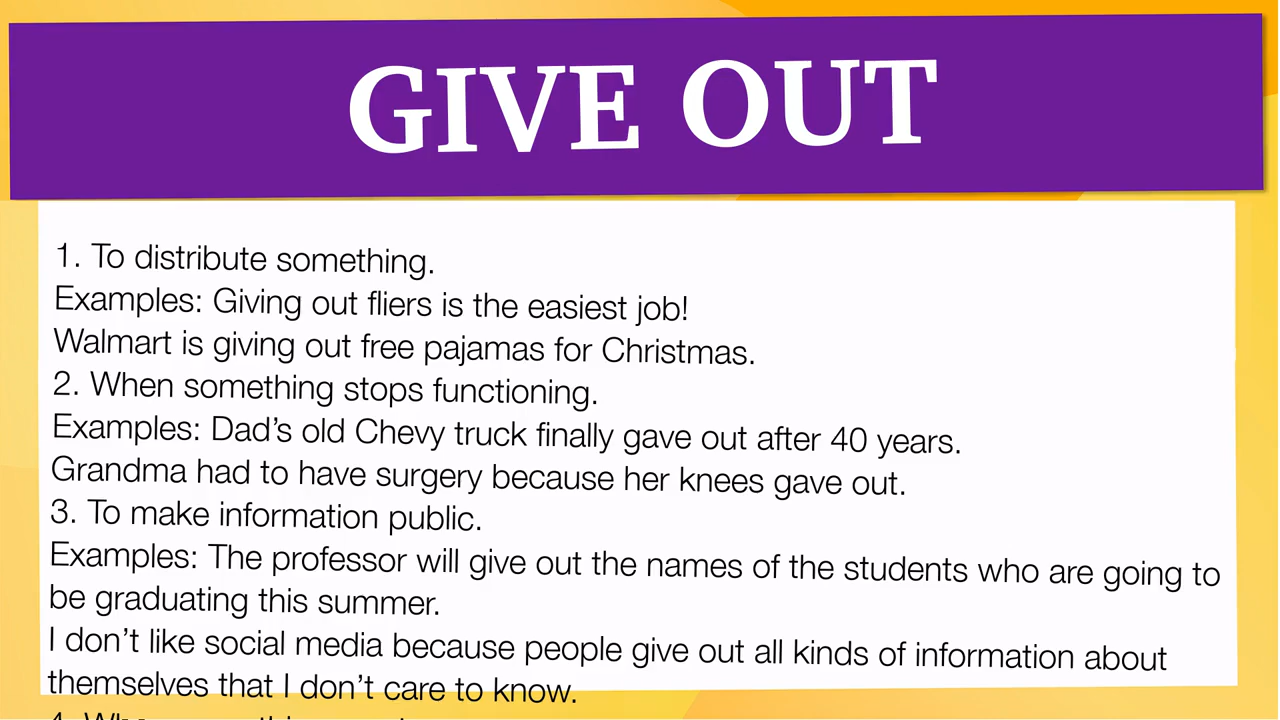 GIVE OUT
1. To distribute something.
Examples: Giving out fliers is the easiest job!
Walmart is giving out free pajamas for Christmas.
2. When something stops functioning.
Examples: Dad’s old Chevy truck finally gave out after 40 years.
Grandma had to have surgery because her knees gave out.
3. To make information public.
Examples: The professor will give out the names of the students who are going to
be graduating this summer.
I don’t like social media because people give out all kinds of information about
themselves that I don’t care to know.